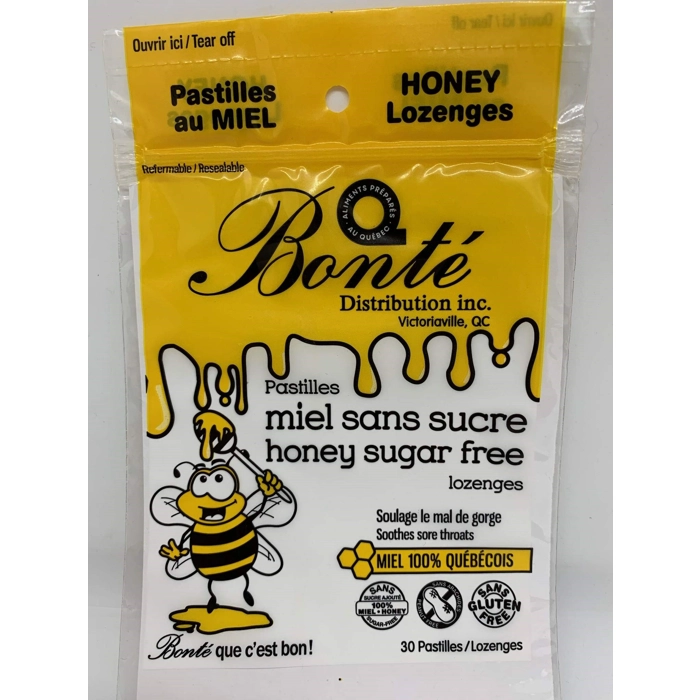 Ouvrir ici / Tear off
Pastilles
au MIEL
HONEY
Lozenges
Refermable / Resealable
ALIMENTS PRÉPARÉS
AU QUÉBEC
Bonté
Distribution inc.
Victoriaville, QC
Pastilles
miel sans sucre
honey sugar free
lozenges
Soulage le mal de gorge
Soothes sore throats
MIEL 100% QUÉBÉCOIS
SANS
SUCRE AJOUTÉ
100%
MIEL • HONEY
SUGAR-FREE
SANS
GLUTEN
FREE
Bonté que c'est bon!
30 Pastilles / Lozenges